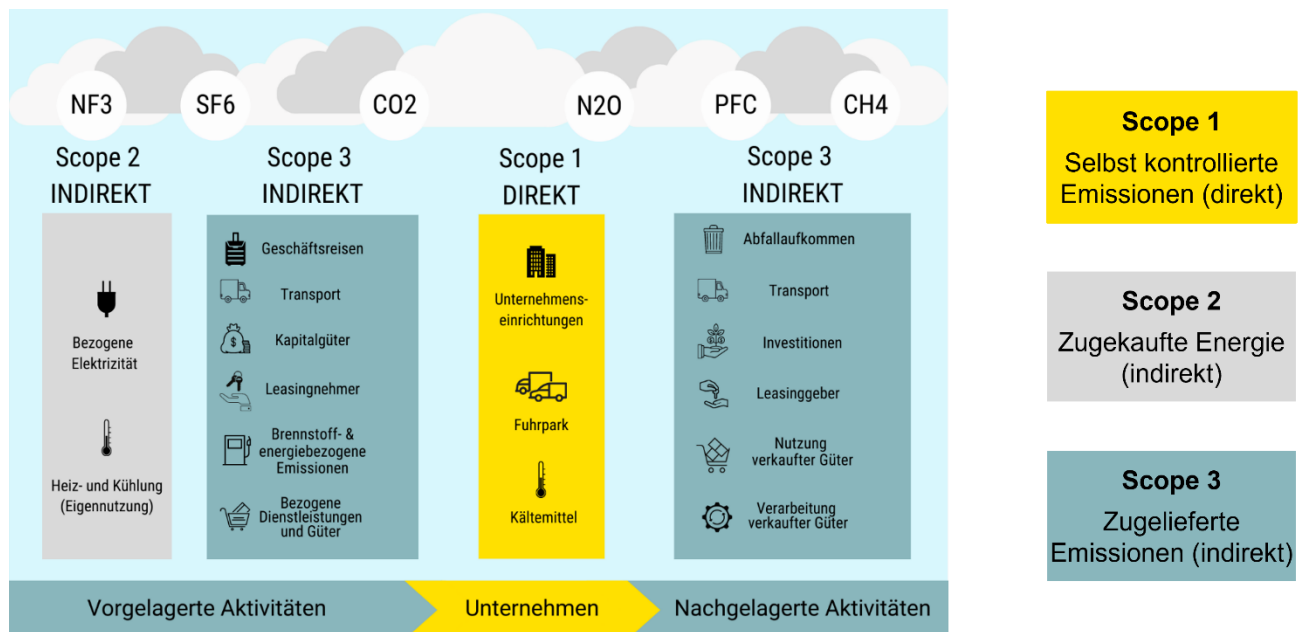 NF3
SF6
CO2
N2O
PFC
CH4
Scope 2
INDIREKT
Bezogene
Elektrizität
Heiz- und Kühlung
(Eigennutzung)
Scope 3
INDIREKT
Geschäftsreisen
Transport
$
Kapitalgüter
Leasingnehmer
Brennstoff- &
energiebezogene
Emissionen
Bezogene
Dienstleistungen
und Güter
Scope 1
DIREKT
Unternehmens-
einrichtungen
Fuhrpark
Kältemittel
Scope 3
INDIREKT
Abfallaufkommen
Transport
Investitionen
Leasinggeber
Nutzung
verkaufter Güter
Verarbeitung
verkaufter Güter
Vorgelagerte Aktivitäten
Unternehmen
Nachgelagerte Aktivitäten
Scope 1
Selbst kontrollierte
Emissionen (direkt)
Scope 2
Zugekaufte Energie
(indirekt)
Scope 3
Zugelieferte
Emissionen (indirekt)